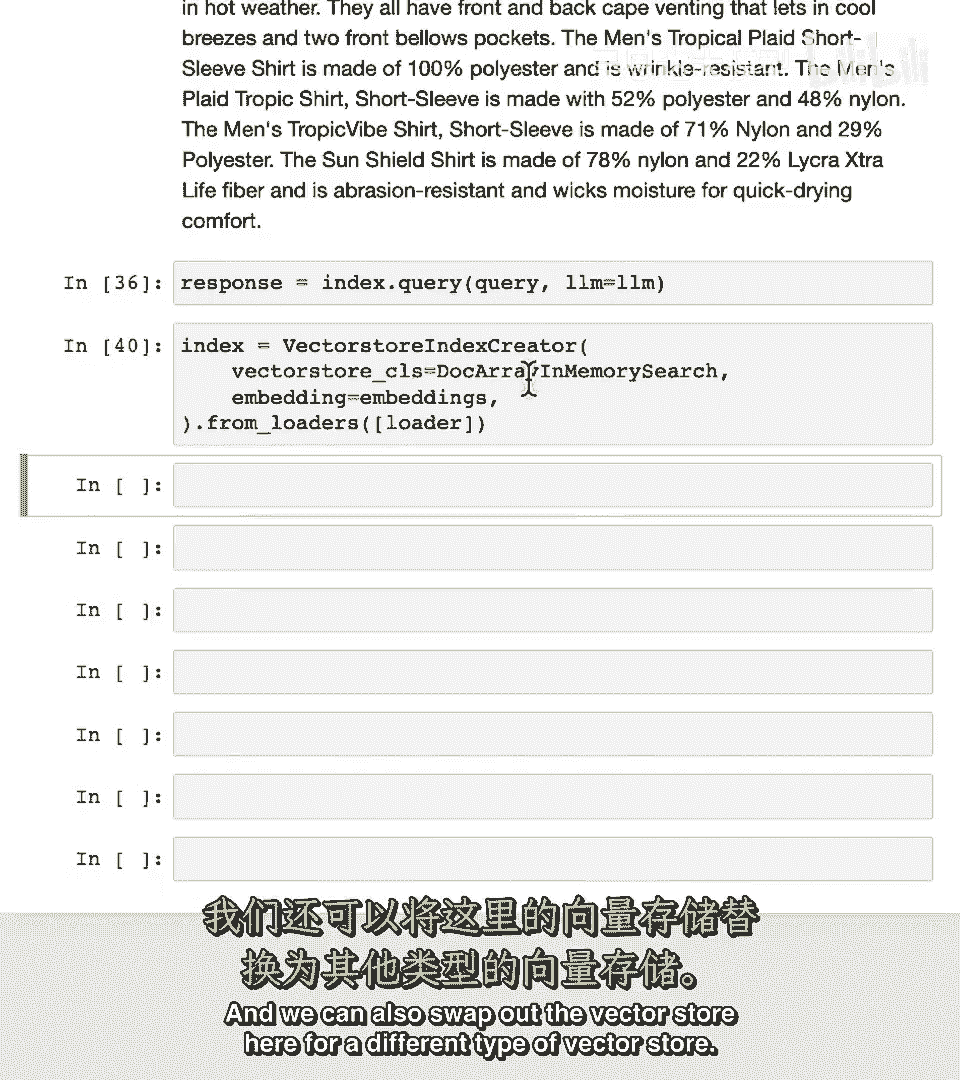 in hot weather. They all have front and back cape venting that lets in cool
breezes and two front bellows pockets. The Men's Tropical Plaid Short-
Sleeve Shirt is made of 100% polyester and is wrinkle-resistant. The Men's
Plaid Tropic Shirt, Short-Sleeve is made with 52% polyester and 48% nylon.
The Men's TropicVibe Shirt, Short-Sleeve is made of 71% Nylon and 29%
Polyester. The Sun Shield Shirt is made of 78% nylon and 22% Lycra Xtra
Life fiber and is abrasion-resistant and wicks moisture for quick-drying
comfort.
In [36]: response = index.query(query, llm=llm)
In [40]: index = VectorstoreIndexCreator(
vectorstore_cls=DocArrayInMemorySearch,
embedding=embeddings,
).from_loaders([loader])
In [ ]:
In [ ]:
In [ ]:
In [ ]:
In [ ]:
In [ ]:
In [ ]:
我们还可以将这里的向量存储替
换为其他类型的向量存储。
And we can also swap out the vector store
here for a different type of vector store.